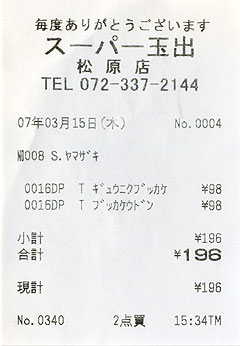 毎度ありがとうございます
スーパー玉出
松原店
TEL 072-337-2144
07年03月15日(木) No.0004
№008 S.ヤマザキ
0016DP T ギュウニクブッカケ ¥98
0016DP T ブッカケウドン ¥98
小計 ¥196
合計 ¥196
現計 ¥196
No.0340 2点買 15:34TM